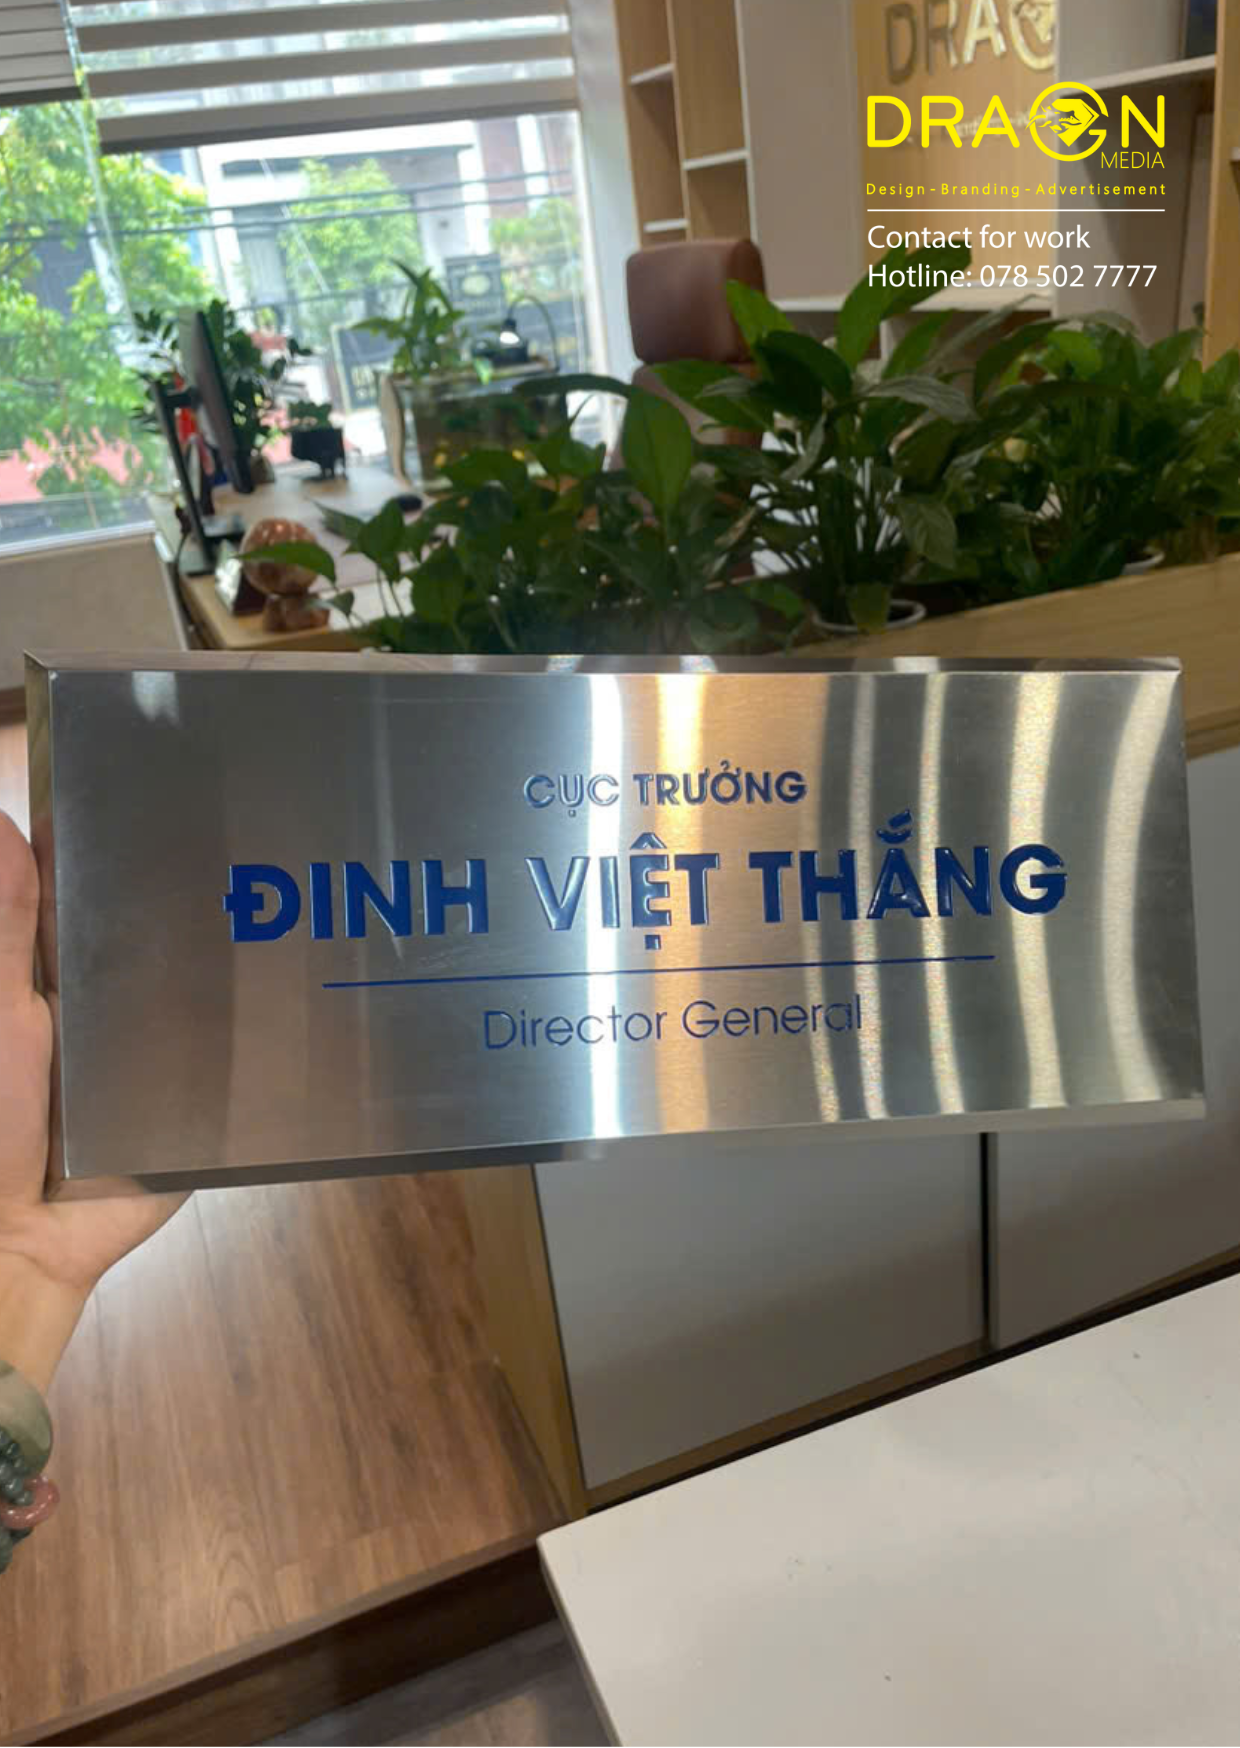 DRAGON
DRAGON
MEDIA
Design - Branding - Advertisement
Contact for work
Hotline: 078 502 7777
CỤC TRƯỞNG
ĐINH VIỆT THẮNG
Director General